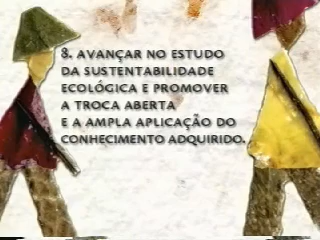 8. AVANÇAR NO ESTUDO
DA SUSTENTABILIDADE
ECOLÓGICA E PROMOVER
A TROCA ABERTA
E A AMPLA APLICAÇÃO DO
CONHECIMENTO ADQUIRIDO.